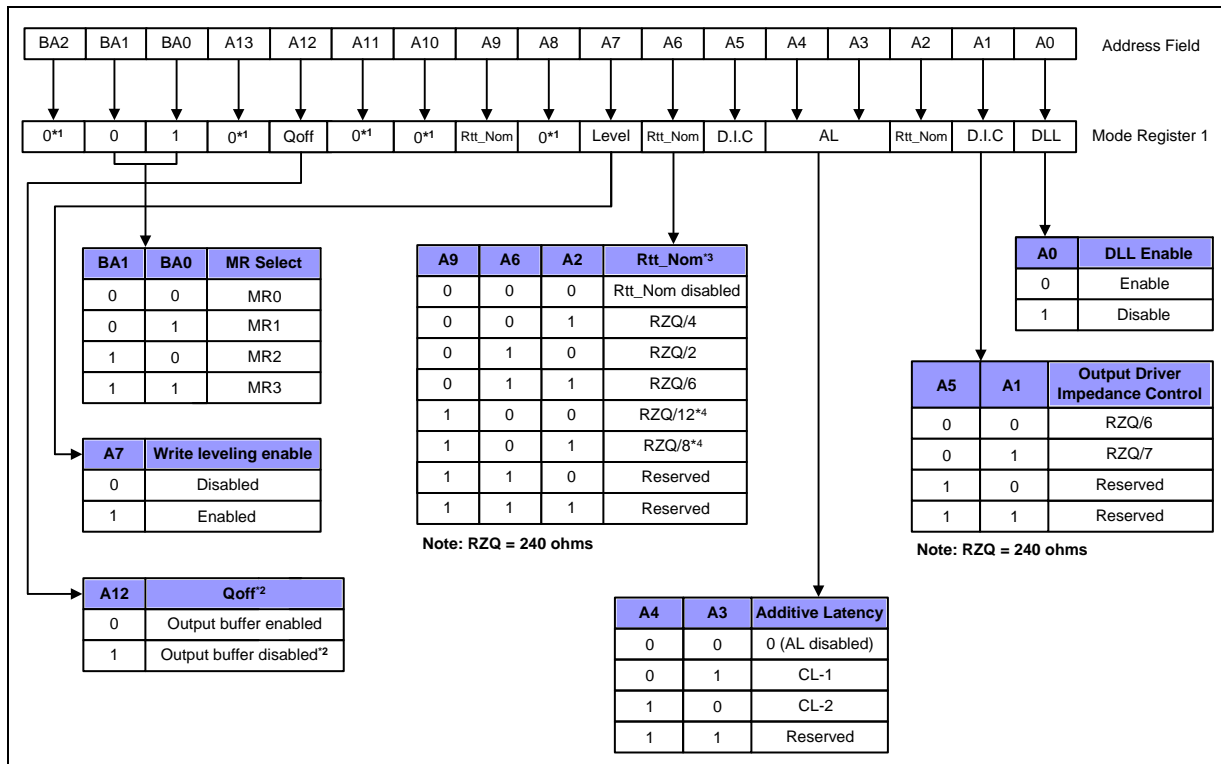 BA2 BA1 BA0 A13 A12 A11 A10 A9 A8 A7 A6 A5 A4 A3 A2 A1 A0 Address Field
0*1 0 1 0*1 Qoff 0*1 0*1 Rtt_Nom 0*1 Level Rtt_Nom D.I.C AL Rtt_Nom D.I.C DLL Mode Register 1
BA1 BA0 MR Select
0 0 MR0
0 1 MR1
1 0 MR2
1 1 MR3
A9 A6 A2 Rtt_Nom*3
0 0 0 Rtt_Nom disabled
0 0 1 RZQ/4
0 1 0 RZQ/2
0 1 1 RZQ/6
1 0 0 RZQ/12*4
1 0 1 RZQ/8*4
1 1 0 Reserved
1 1 1 Reserved
Note: RZQ = 240 ohms
A0 DLL Enable
0 Enable
1 Disable
A5 A1 Output Driver
Impedance Control
0 0 RZQ/6
0 1 RZQ/7
1 0 Reserved
1 1 Reserved
Note: RZQ = 240 ohms
A7 Write leveling enable
0 Disabled
1 Enabled
A12 Qoff*2
0 Output buffer enabled
1 Output buffer disabled*2
A4 A3 Additive Latency
0 0 0 (AL disabled)
0 1 CL-1
1 0 CL-2
1 1 Reserved